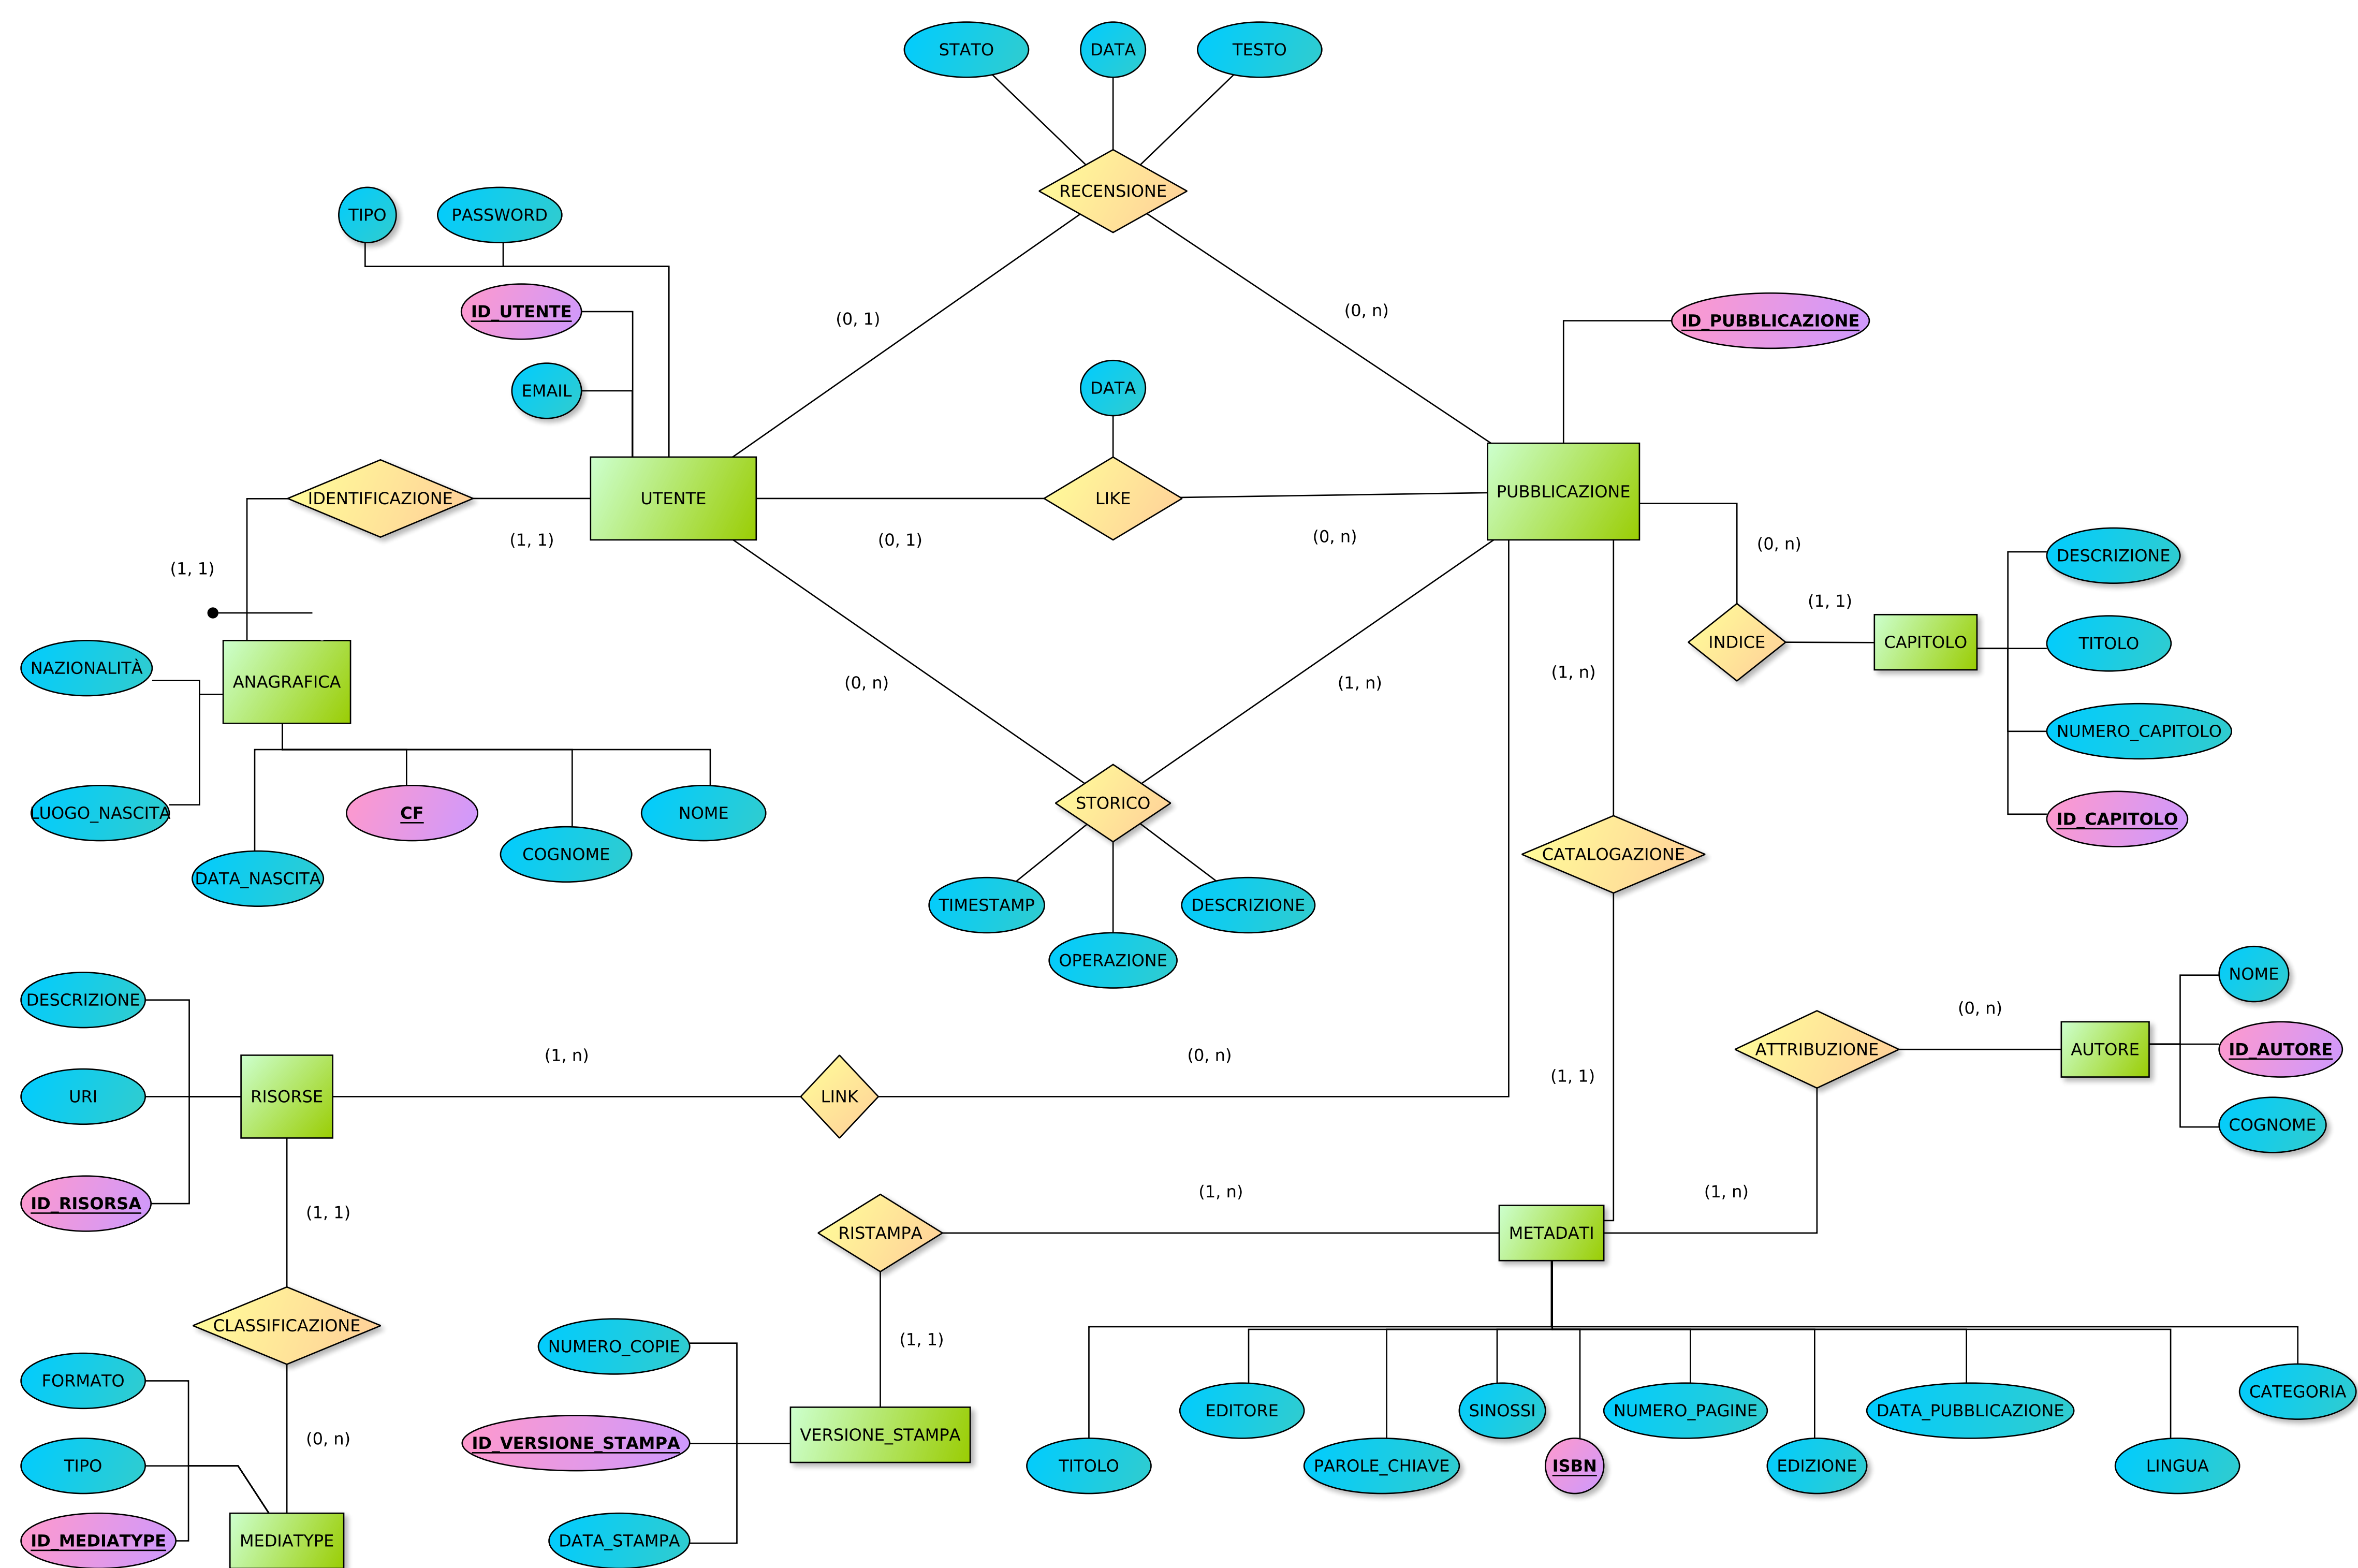 STATO
DATA
TESTO
RECENSIONE
TIPO
PASSWORD
ID_UTENTE
(0, 1)
(0, n)
ID_PUBBLICAZIONE
EMAIL
DATA
IDENTIFICAZIONE
UTENTE
LIKE
PUBBLICAZIONE
(1, 1)
(0, 1)
(0, n)
(0, n)
(1, 1)
DESCRIZIONE
(1, 1)
INDICE
CAPITOLO
TITOLO
NAZIONALITÀ
ANAGRAFICA
(0, n)
(1, n)
(1, n)
NUMERO_CAPITOLO
LUOGO_NASCITA
CF
NOME
STORICO
ID_CAPITOLO
COGNOME
CATALOGAZIONE
DATA_NASCITA
TIMESTAMP
DESCRIZIONE
OPERAZIONE
NOME
DESCRIZIONE
(0, n)
(1, n)
(0, n)
ATTRIBUZIONE
AUTORE
ID_AUTORE
(1, 1)
URI
RISORSE
LINK
COGNOME
ID_RISORSA
(1, 1)
(1, n)
(1, n)
RISTAMPA
METADATI
CLASSIFICAZIONE
(1, 1)
NUMERO_COPIE
FORMATO
CATEGORIA
EDITORE
SINOSSI
NUMERO_PAGINE
DATA_PUBBLICAZIONE
(0, n)
ID_VERSIONE_STAMPA
VERSIONE_STAMPA
TIPO
TITOLO
PAROLE_CHIAVE
ISBN
EDIZIONE
LINGUA
ID_MEDIATYPE
MEDIATYPE
DATA_STAMPA